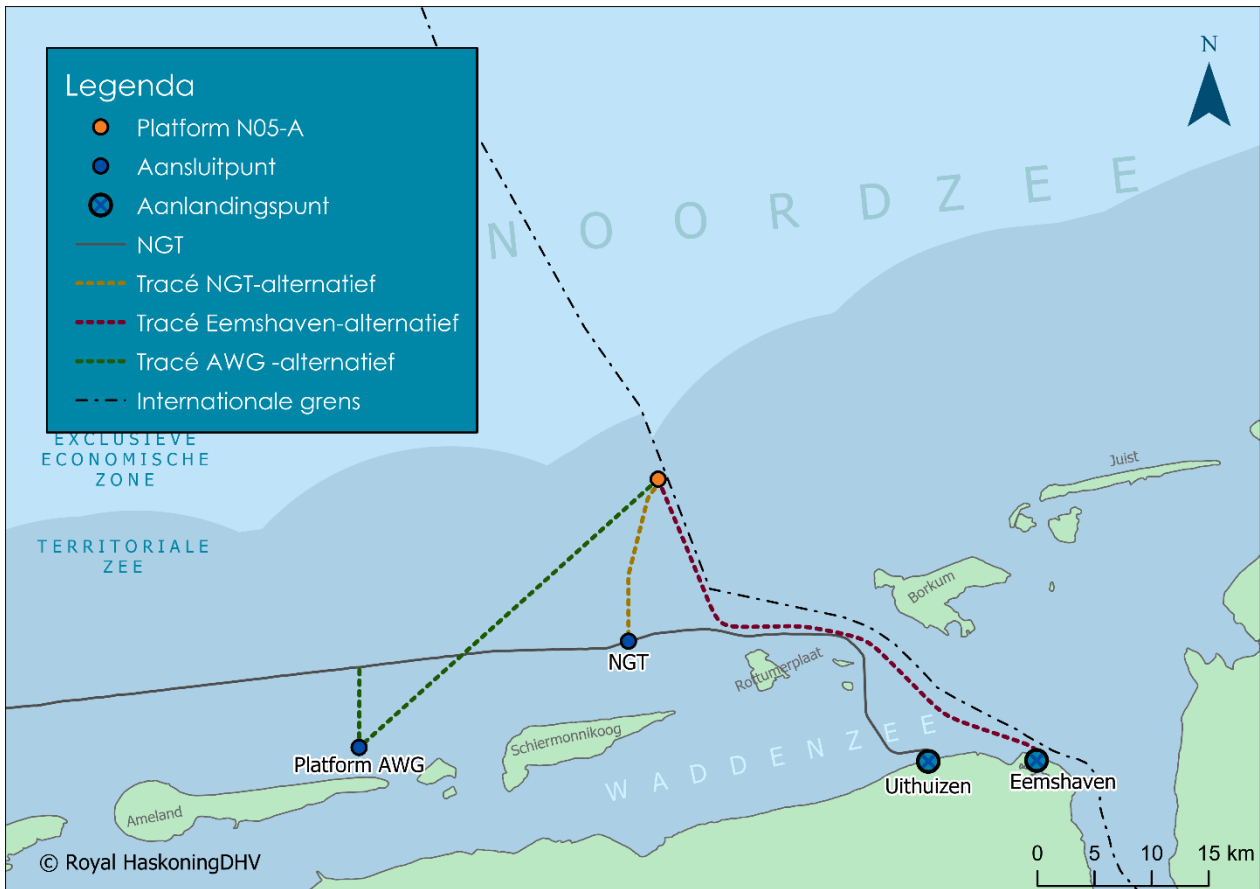 Legenda
Platform N05-A
Aansluitpunt
Aanlandingspunt
NGT
Tracé NGT-alternatief
Tracé Eemshaven-alternatief
Tracé AWG -alternatief
Internationale grens
N
NOORDZEE
EXCLUSIEVE
ECONOMISCHE
ZONE
TERRITORIALE
ZEE
Juist
Borkum
NGT
Rottumerplaat
Schiermonnikoog
Platform AWG
WADDENZEE
Uithuizen
Eemshaven
Ameland
© Royal HaskoningDHV
0 5 10 15 km